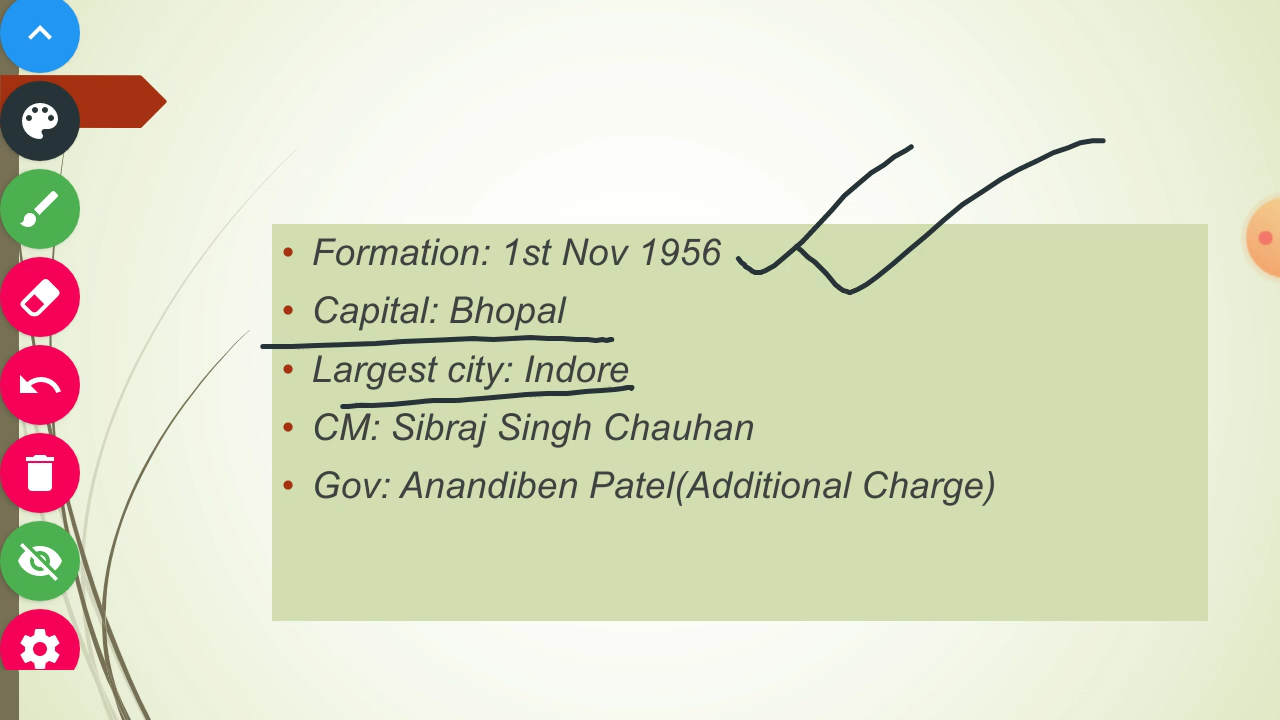 • Formation: 1st Nov 1956
• Capital: Bhopal
• Largest city: Indore
• CM: Sibraj Singh Chauhan
• Gov: Anandiben Patel(Additional Charge)